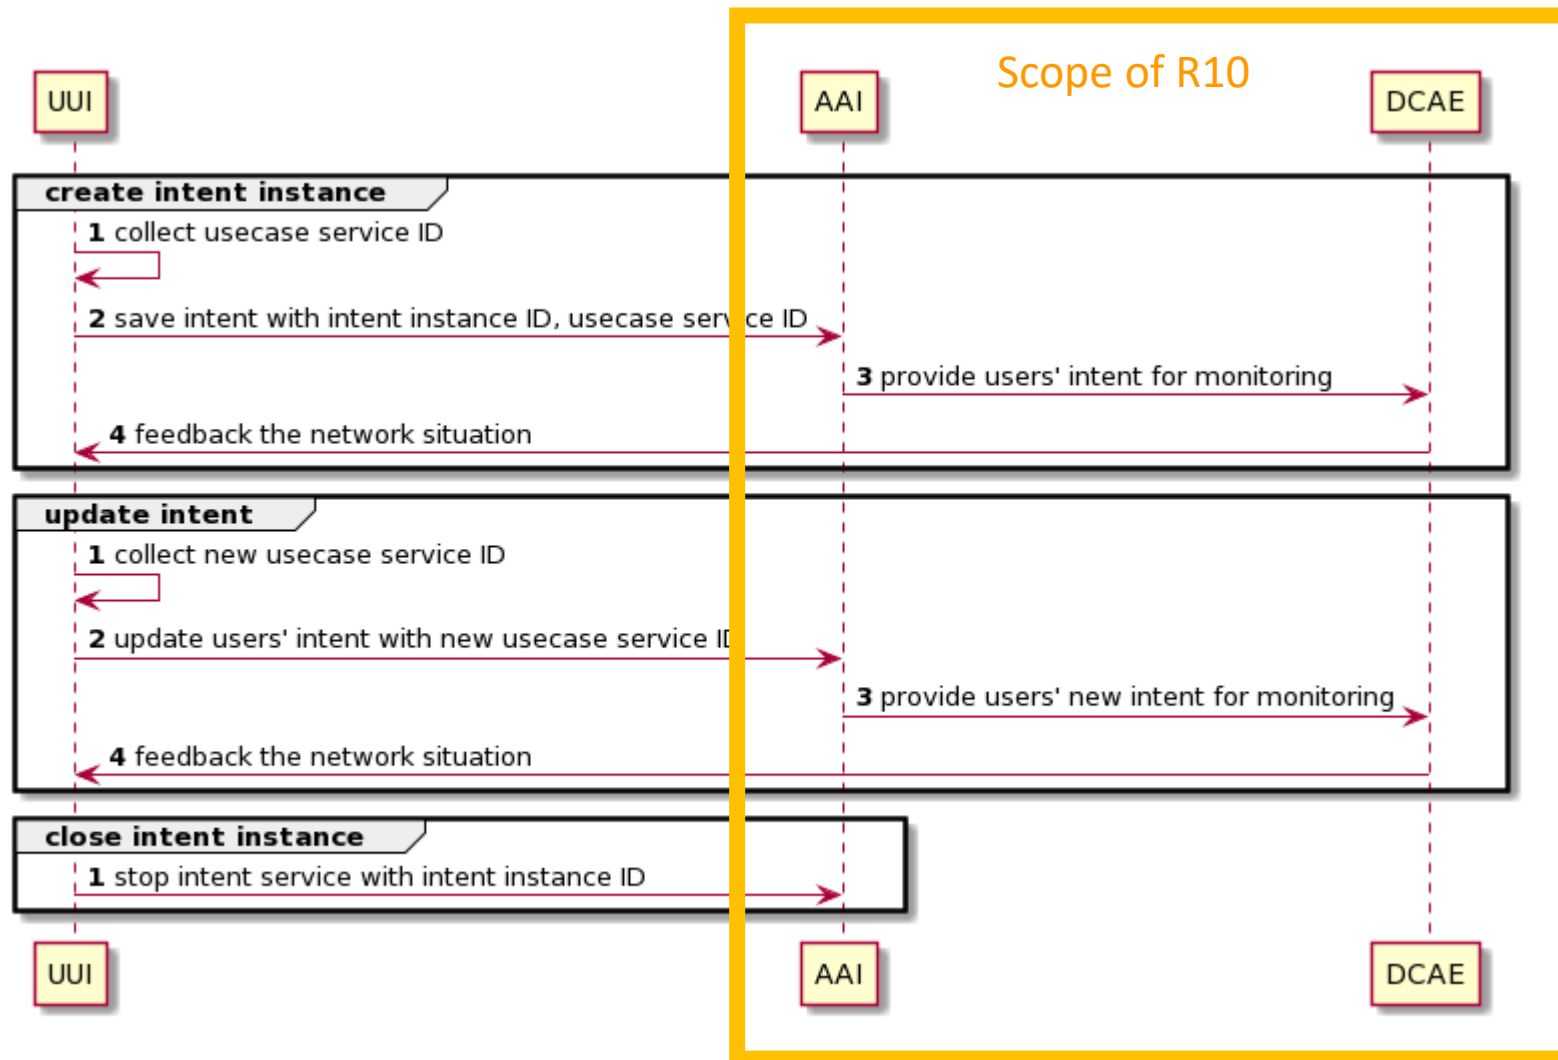 Scope of R10
UUI
AAI
DCAE
create intent instance
1 collect usecase service ID
2 save intent with intent instance ID, usecase service ID
3 provide users' intent for monitoring
4 feedback the network situation
update intent
1 collect new usecase service ID
2 update users' intent with new usecase service ID
3 provide users' new intent for monitoring
4 feedback the network situation
close intent instance
1 stop intent service with intent instance ID
UUI
AAI
DCAE